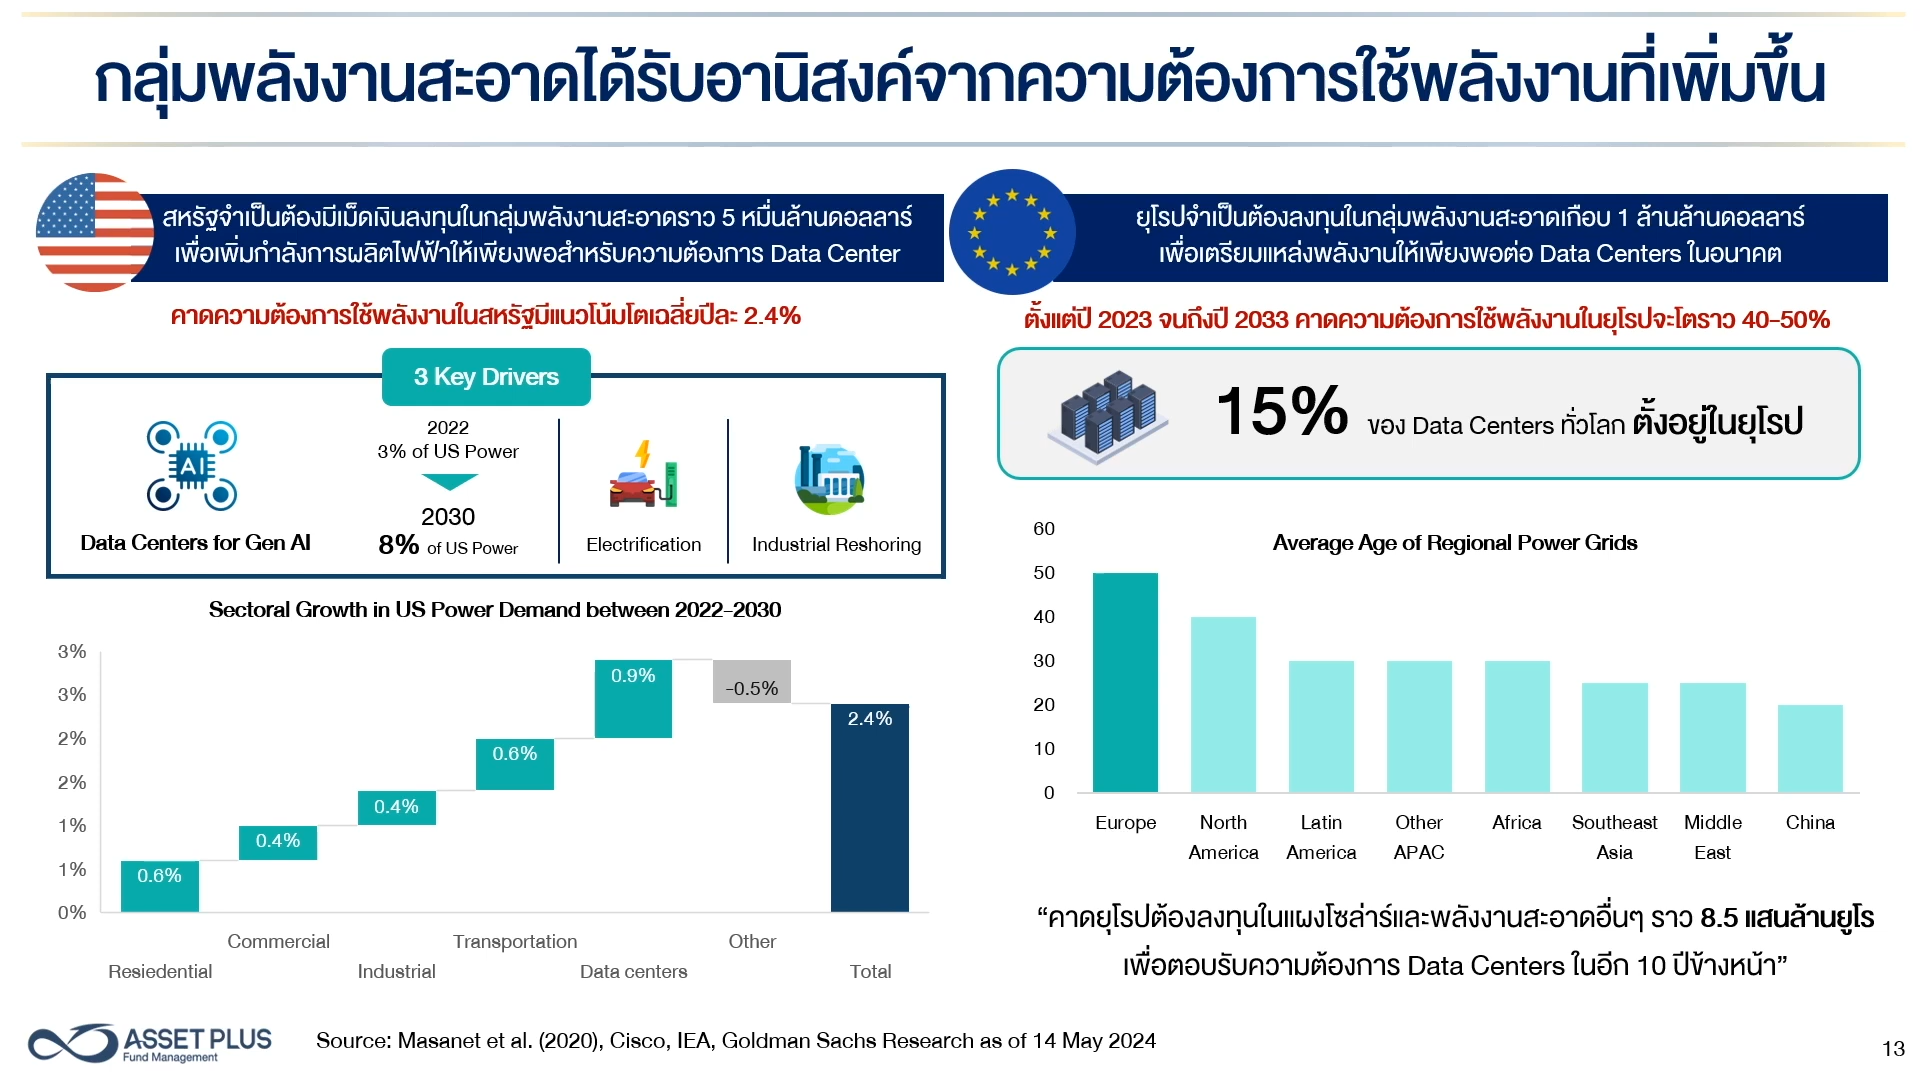 กลุ่มพลังงานสะอาดได้รับอานิสงค์จากความต้องการใช้พลังงานที่เพิ่มขึ้น
สหรัฐจำเป็นต้องมีเม็ดเงินลงทุนในกลุ่มพลังงานสะอาดราว 5 หมื่นล้านดอลลาร์
เพื่อเพิ่มกำลังการผลิตไฟฟ้าให้เพียงพอสำหรับความต้องการ Data Center
คาดความต้องการใช้พลังงานในสหรัฐมีแนวโน้มโตเฉลี่ยปีละ 2.4%
3 Key Drivers
2022
3% of US Power
2030
8% of US Power
Data Centers for Gen AI
AI
Electrification
Industrial Reshoring
Sectoral Growth in US Power Demand between 2022-2030
3%
3%
2%
2%
1%
1%
0%
0.6%
0.4%
0.4%
0.6%
0.9%
-0.5%
2.4%
Resiedential
Commercial
Industrial
Transportation
Data centers
Other
Total
ยุโรปจำเป็นต้องลงทุนในกลุ่มพลังงานสะอาดเกือบ 1 ล้านล้านดอลลาร์
เพื่อเตรียมแหล่งพลังงานให้เพียงพอต่อ Data Centers ในอนาคต
ตั้งแต่ปี 2023 จนถึงปี 2033 คาดความต้องการใช้พลังงานในยุโรปจะโตราว 40-50%
15% ของ Data Centers ทั่วโลก ตั้งอยู่ในยุโรป
Average Age of Regional Power Grids
60
50
40
30
20
10
0
Europe
North America
Latin America
Other APAC
Africa
Southeast Asia
Middle East
China
“คาดยุโรปต้องลงทุนในแผงโซล่าร์และพลังงานสะอาดอื่นๆ ราว 8.5 แสนล้านยูโร
เพื่อตอบรับความต้องการ Data Centers ในอีก 10 ปีข้างหน้า”
ASSET PLUS
Fund Management
Source: Masanet et al. (2020), Cisco, IEA, Goldman Sachs Research as of 14 May 2024
13